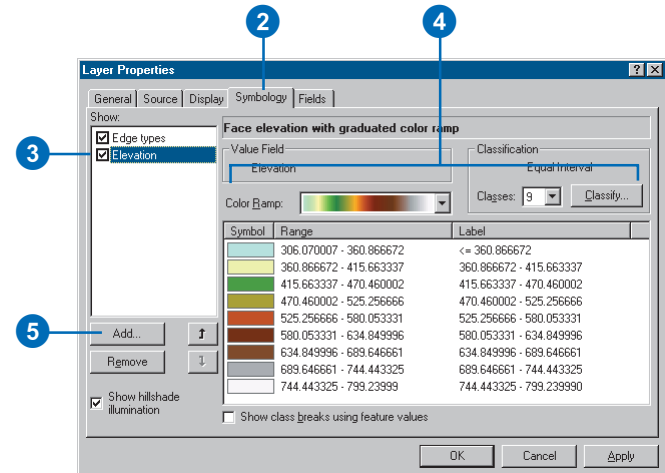 2 4
Layer Properties
General Source Display Symbology Fields
Show:
3
Edge types
Elevation
Face elevation with graduated color ramp
Value Field
Elevation
Classification
Equal Interval
Color Ramp:
Classes: 9 Classify...
Symbol Range Label
306.070007 - 360.866672 <= 360.866672
360.866672 - 415.663337 360.866672 - 415.663337
415.663337 - 470.460002 415.663337 - 470.460002
470.460002 - 525.256666 470.460002 - 525.256666
525.256666 - 580.053331 525.256666 - 580.053331
580.053331 - 634.849996 580.053331 - 634.849996
634.849996 - 689.646661 634.849996 - 689.646661
689.646661 - 744.443325 689.646661 - 744.443325
744.443325 - 799.23999 744.443325 - 799.239990
5
Add...
Remove
Show hillshade
illumination
Show class breaks using feature values
OK Cancel Apply